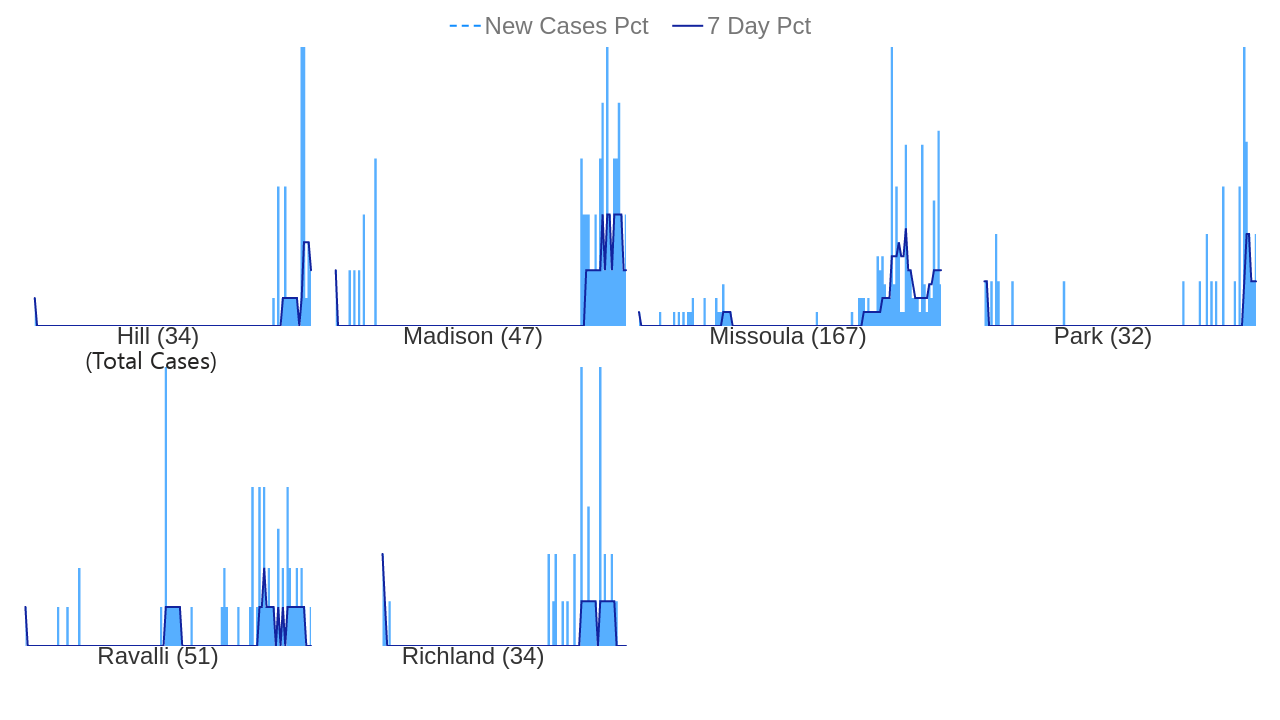 New Cases Pct 7 Day Pct
Hill (34) Madison (47) Missoula (167) Park (32)
(Total Cases)
Ravalli (51) Richland (34)